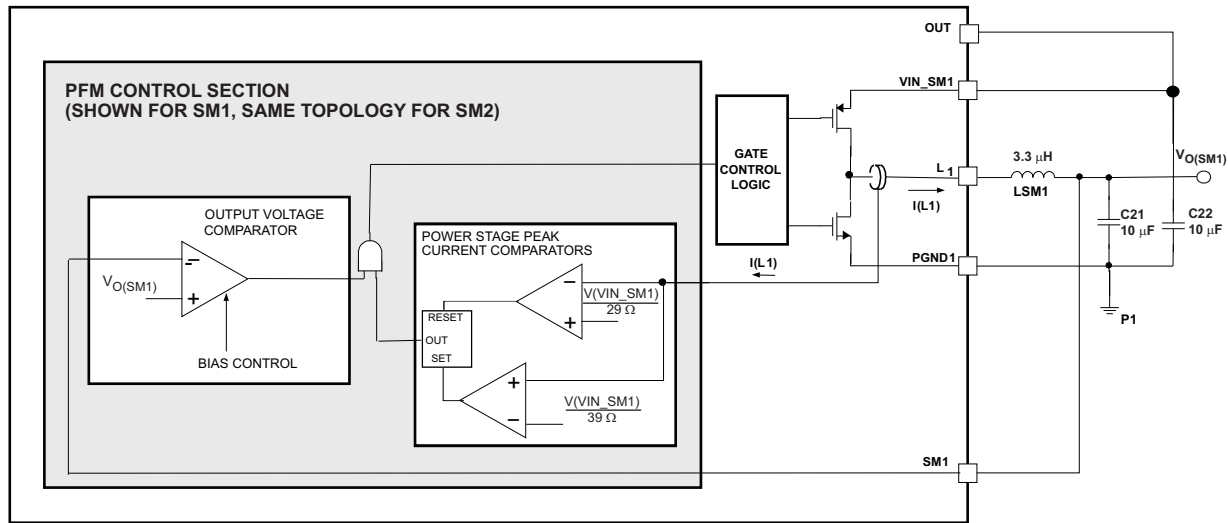 OUT
PFM CONTROL SECTION
(SHOWN FOR SM1, SAME TOPOLOGY FOR SM2)
VIN_SM1
GATE
CONTROL
LOGIC
L1
3.3 μH
LSM1
VO(SM1)
I(L1)
OUTPUT VOLTAGE
COMPARATOR
C21
10 μF
C22
10 μF
POWER STAGE PEAK
CURRENT COMPARATORS
PGND1
I(L1)
-
VO(SM1)
+
BIAS CONTROL
−
V(VIN_SM1)
29 Ω
+
RESET
OUT
SET
P1
+
V(VIN_SM1)
39 Ω
−
SM1